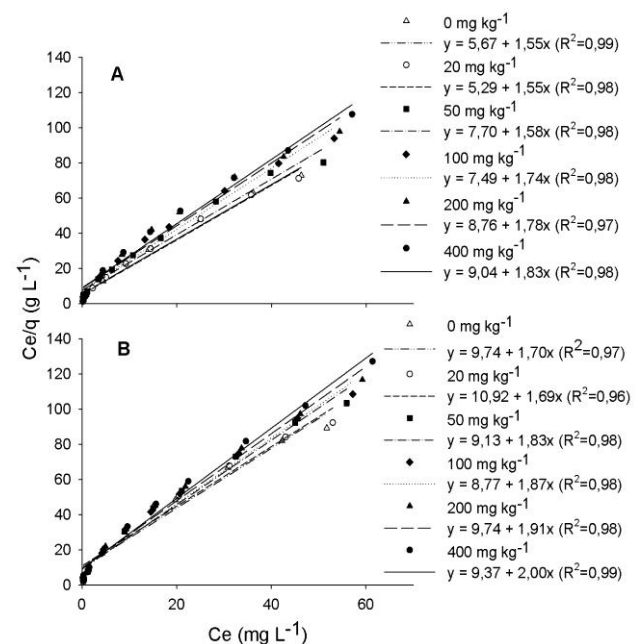 A
140
120
100
80
60
40
20
0
Ce/q (g L-1)
0 mg kg-1
y = 5,67 + 1,55x (R2=0,99)
20 mg kg-1
y = 5,29 + 1,55x (R2=0,98)
50 mg kg-1
y = 7,70 + 1,58x (R2=0,98)
100 mg kg-1
y = 7,49 + 1,74x (R2=0,98)
200 mg kg-1
y = 8,76 + 1,78x (R2=0,97)
400 mg kg-1
y = 9,04 + 1,83x (R2=0,98)
B
140
120
100
80
60
40
20
0
0 20 40 60
Ce (mg L-1)
0 mg kg-1
y = 9,74 + 1,70x (R2=0,97)
20 mg kg-1
y = 10,92 + 1,69x (R2=0,96)
50 mg kg-1
y = 9,13 + 1,83x (R2=0,98)
100 mg kg-1
y = 8,77 + 1,87x (R2=0,98)
200 mg kg-1
y = 9,74 + 1,91x (R2=0,98)
400 mg kg-1
y = 9,37 + 2,00x (R2=0,99)